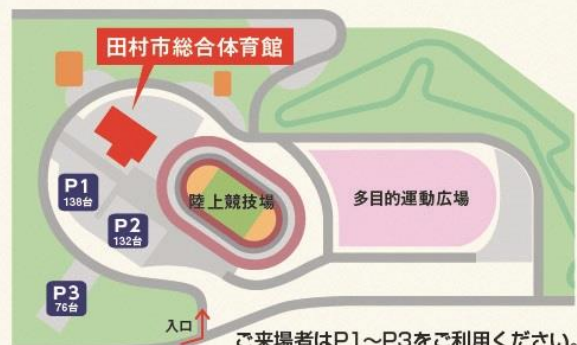 田村市総合体育館
P1
138台
P2
132台
P3
76台
陸上競技場
多目的運動広場
入口
ご来場者はP1〜P3をご利用ください。